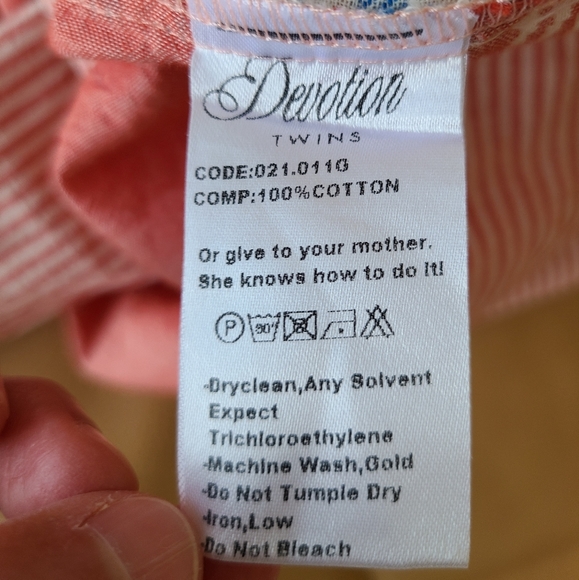 Devotion
TWINS
CODE:021.011G
COMP:100%COTTON
Or give to your mother.
She knows how to do it!
P 90°
-Dryclean,Any Solvent
Expect
Trichloroethylene
-Machine Wash,Gold
-Do Not Tumple Dry
-Iron,Low
-Do Not Bleach